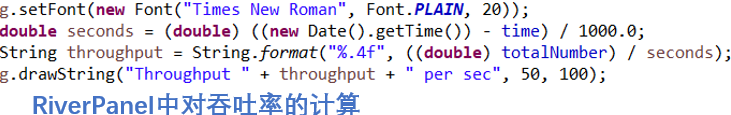 g.setFont(new Font("Times New Roman", Font.PLAIN, 20));
double seconds = (double) ((new Date().getTime()) - time) / 1000.0;
String throughput = String.format("%.4f", ((double) totalNumber) / seconds);
g.drawString("Throughput " + throughput + " per sec", 50, 100);
RiverPanel中对吞吐率的计算